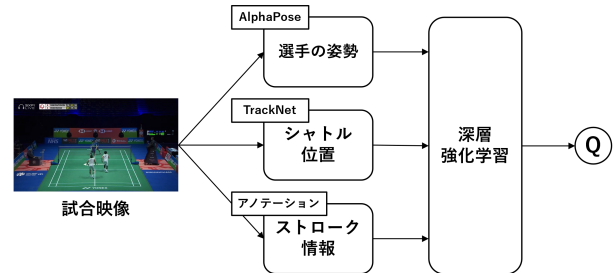 AlphaPose
選手の姿勢
TrackNet
シャトル
位置
アノテーション
ストローク
情報
試合映像
深層
強化学習
Q